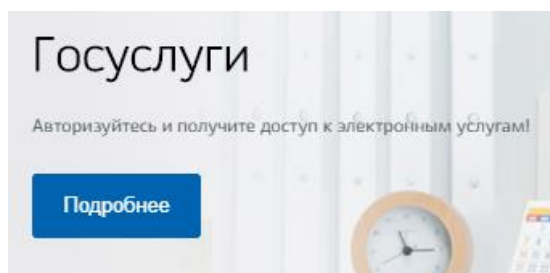 Госуслуги
Авторизуйтесь и получите доступ к электронным услугам!
Подробнее